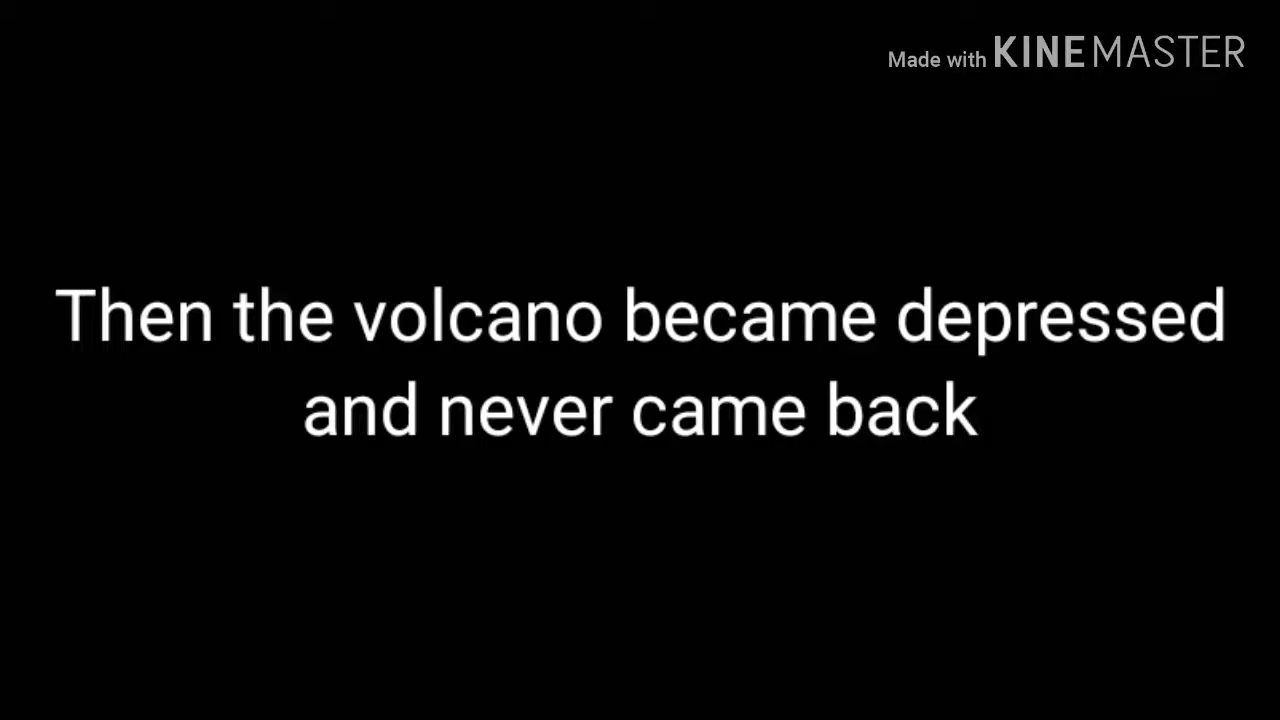 Made with KINEMASTER
Then the volcano became depressed
and never came back